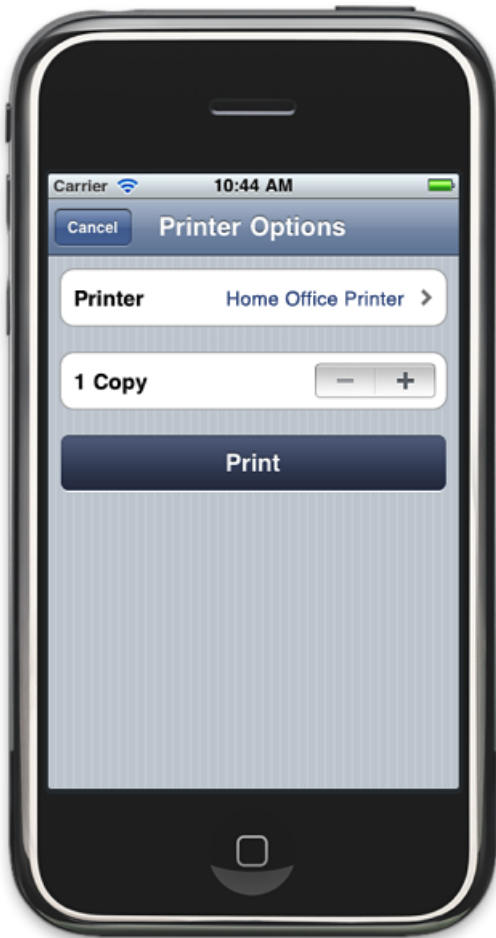 Carrier 10:44 AM
Cancel Printer Options
Printer Home Office Printer
1 Copy
Print